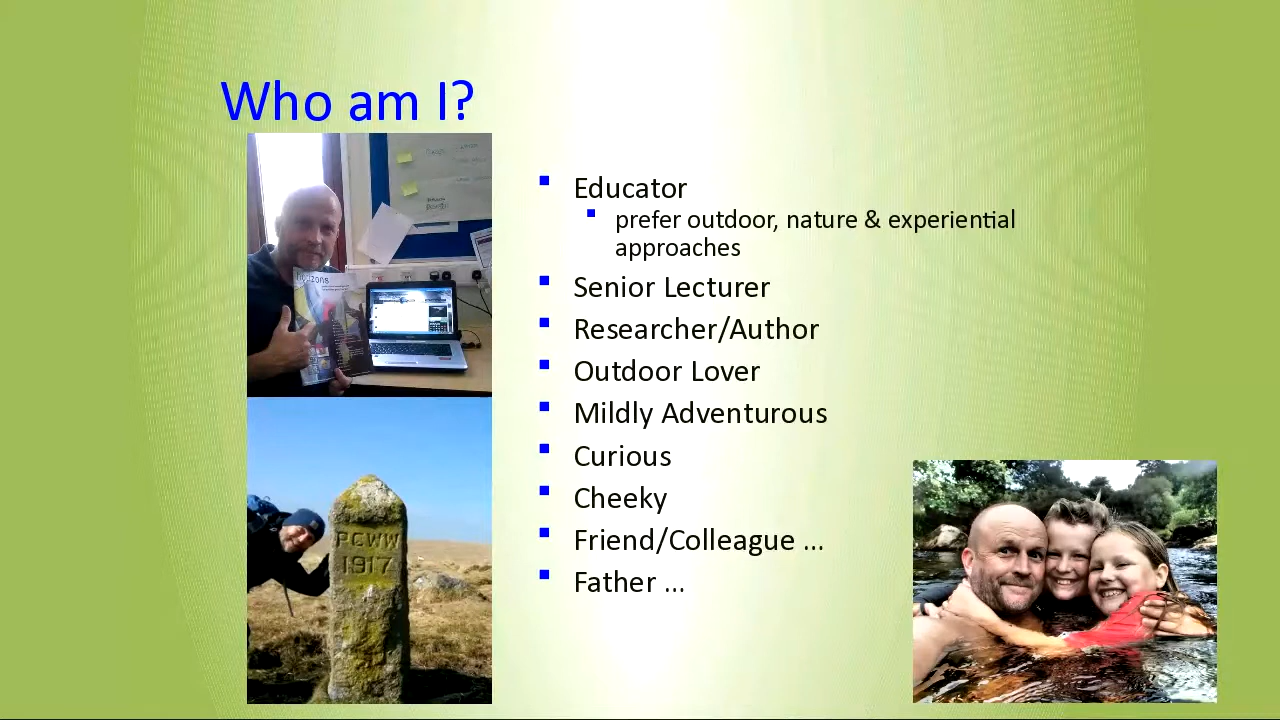 Who am I?
Educator
prefer outdoor, nature & experiential
approaches
Senior Lecturer
Researcher/Author
Outdoor Lover
Mildly Adventurous
Curious
Cheeky
Friend/Colleague ...
Father ...
horizons
PCWW
1917